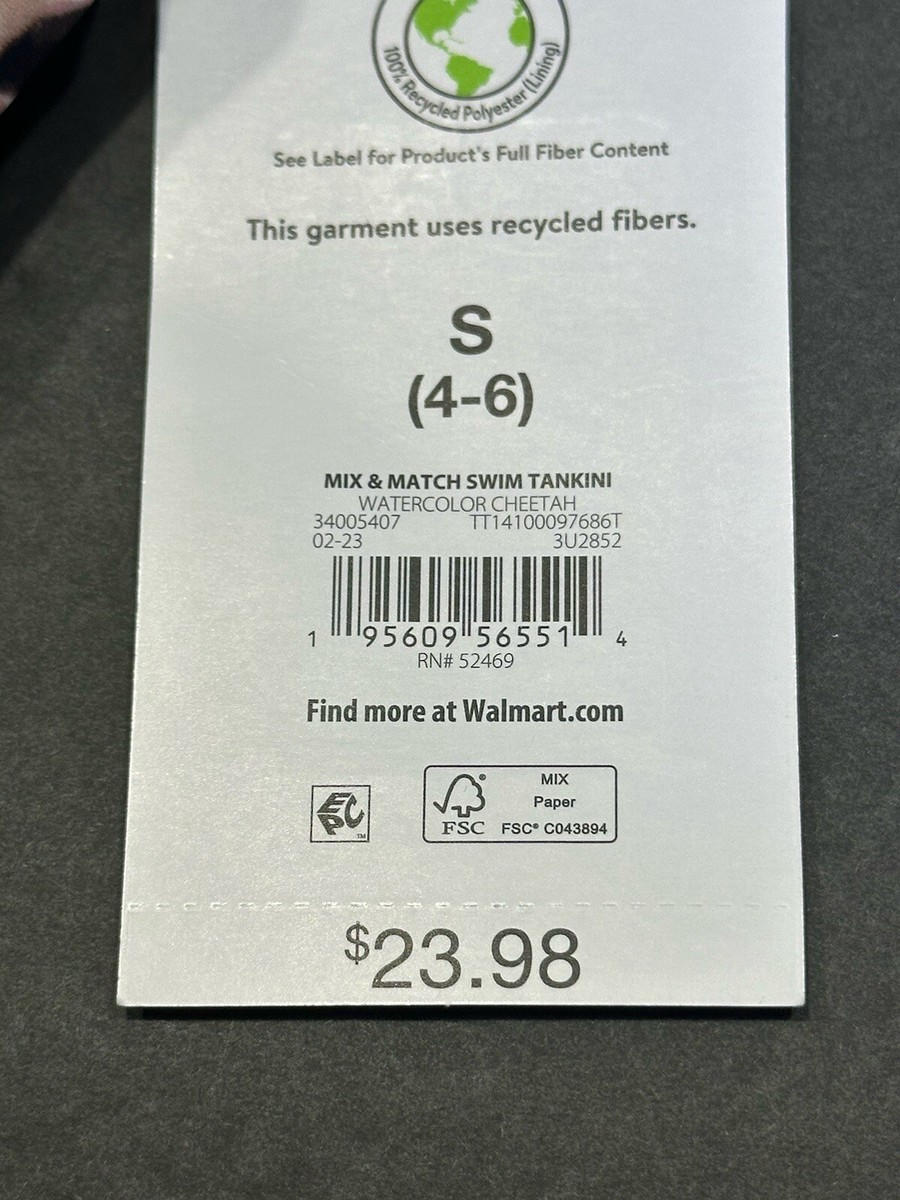 100% Recycled Polyester (Lining)
See Label for Product's Full Fiber Content
This garment uses recycled fibers.
S
(4-6)
MIX & MATCH SWIM TANKINI
WATERCOLOR CHEETAH
34005407 TT14100097686T
02-23 3U2852
1 95609 56551 4
RN# 52469
Find more at Walmart.com
EPC™
FSC® MIX
Paper
FSC® C043894
$23.98